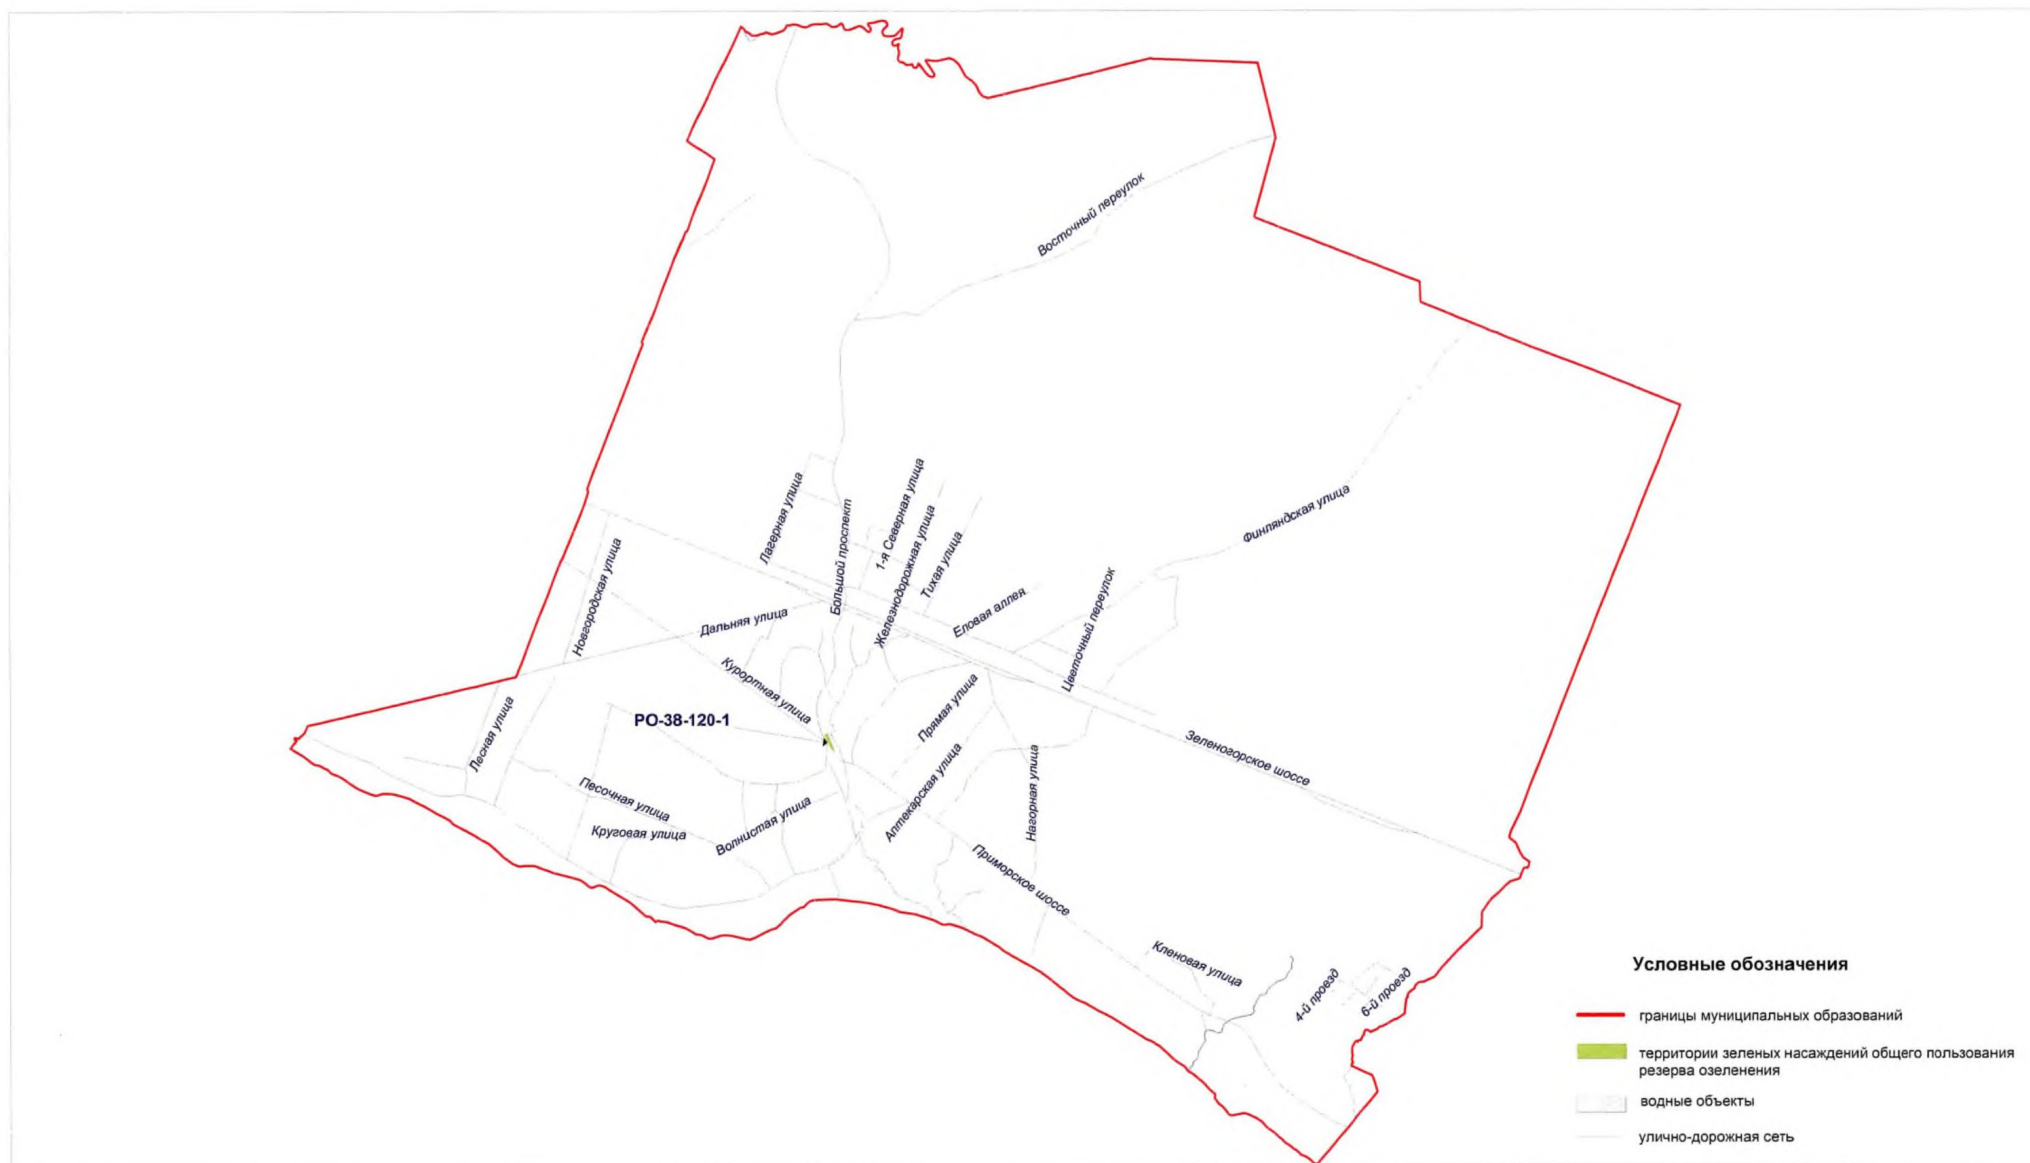 Восточный переулок
Финляндская улица
Лагерная улица
Большой проспект
1-я Северная улица
Железнодорожная улица
Тихая улица
Новгородская улица
Дальняя улица
Еловая аллея
Цветочный переулок
Курортная улица
Лесная улица
РО-38-120-1
Прямая улица
Аптекарская улица
Нагорная улица
Зеленогорское шоссе
Песочная улица
Круговая улица
Волнистая улица
Приморское шоссе
Кленовая улица
4-й проезд
6-й проезд
Условные обозначения
границы муниципальных образований
территории зеленых насаждений общего пользования
резерва озеленения
водные объекты
улично-дорожная сеть